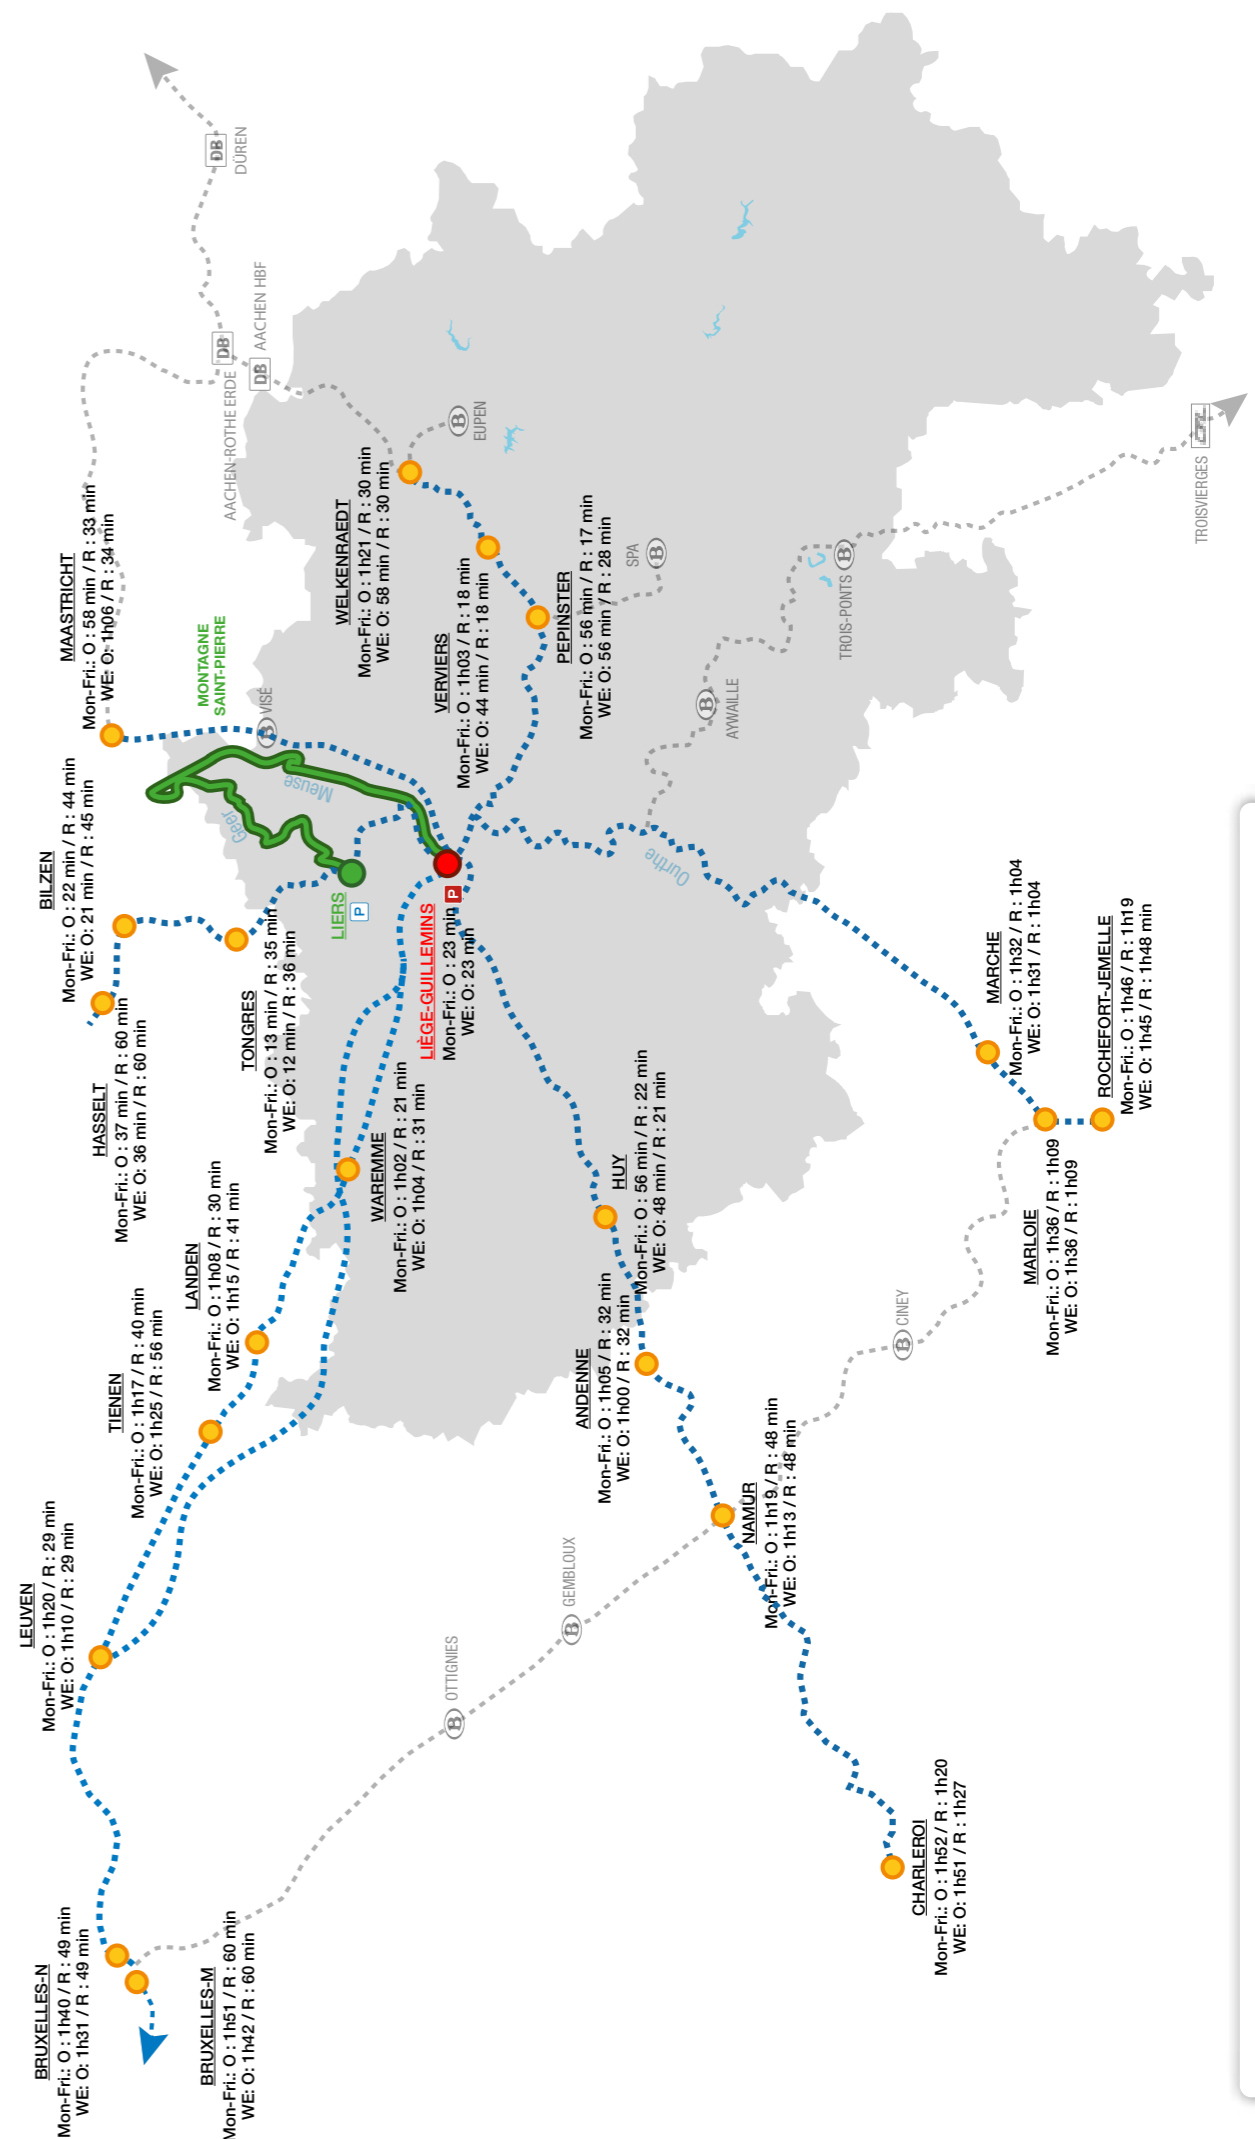 BRUXELLES-N
Mon-Fri.: O : 1h40 / R : 49 min
WE: O: 1h31 / R : 49 min
BRUXELLES-M
Mon-Fri.: O : 1h51 / R : 60 min
WE: O: 1h42 / R : 60 min
LEUVEN
Mon-Fri.: O : 1h20 / R : 29 min
WE: O: 1h10 / R : 29 min
TIENEN
Mon-Fri.: O : 1h17 / R : 40 min
WE: O: 1h25 / R : 56 min
LANDEN
Mon-Fri.: O : 1h08 / R : 30 min
WE: O: 1h15 / R : 41 min
HASSELT
Mon-Fri.: O : 37 min / R : 60 min
WE: O: 36 min / R : 60 min
BILZEN
Mon-Fri.: O : 22 min / R : 44 min
WE: O: 21 min / R : 45 min
TONGRES
Mon-Fri.: O : 13 min / R : 35 min
WE: O: 12 min / R : 36 min
MAASTRICHT
Mon-Fri.: O : 58 min / R : 33 min
WE: O: 1h06 / R : 34 min
MONTAGNE
SAINT-PIERRE
B VISÉ
Meuse
Geer
LIERS
P
LIÈGE-GUILLEMINS
P
Mon-Fri.: O : 23 min
WE: O: 23 min
WAREMME
Mon-Fri.: O : 1h02 / R : 21 min
WE: O: 1h04 / R : 31 min
DB
DÜREN
DB
AACHEN-ROTHE ERDE
DB AACHEN HBF
WELKENRAEDT
Mon-Fri.: O : 1h21 / R : 30 min
WE: O: 58 min / R : 30 min
B
EUPEN
VERVIERS
Mon-Fri.: O : 1h03 / R : 18 min
WE: O: 44 min / R : 18 min
PEPINSTER
Mon-Fri.: O : 56 min / R : 17 min
WE: O: 56 min / R : 28 min
SPA
B
B
AYWAILLE
TROIS-PONTS B
TROISVIERGES CFL
Ourthe
HUY
Mon-Fri.: O : 56 min / R : 22 min
WE: O: 48 min / R : 21 min
ANDENNE
Mon-Fri.: O : 1h05 / R : 32 min
WE: O: 1h00 / R : 32 min
NAMUR
Mon-Fri.: O : 1h19 / R : 48 min
WE: O: 1h13 / R : 48 min
B OTTIGNIES
B GEMBLOUX
B CINEY
CHARLEROI
Mon-Fri.: O : 1h52 / R : 1h20
WE: O: 1h51 / R : 1h27
MARCHE
Mon-Fri.: O : 1h32 / R : 1h04
WE: O: 1h31 / R : 1h04
MARLOIE
Mon-Fri.: O : 1h36 / R : 1h09
WE: O: 1h36 / R : 1h09
ROCHEFORT-JEMELLE
Mon-Fri.: O : 1h46 / R : 1h19
WE: O: 1h45 / R : 1h48 min